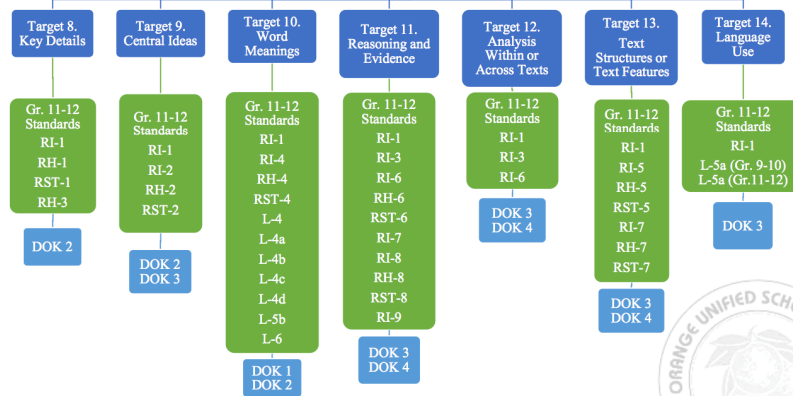 Target 8.
Key Details
Gr. 11-12
Standards
RI-1
RH-1
RST-1
RH-3
DOK 2
Target 9.
Central Ideas
Gr. 11-12
Standards
RI-1
RI-2
RH-2
RST-2
DOK 2
DOK 3
Target 10.
Word
Meanings
Gr. 11-12
Standards
RI-1
RI-4
RH-4
RST-4
L-4
L-4a
L-4b
L-4c
L-4d
L-5b
L-6
DOK 1
DOK 2
Target 11.
Reasoning and
Evidence
Gr. 11-12
Standards
RI-1
RI-3
RI-6
RH-6
RST-6
RI-7
RI-8
RH-8
RST-8
RI-9
DOK 3
DOK 4
Target 12.
Analysis
Within or
Across Texts
Gr. 11-12
Standards
RI-1
RI-3
RI-6
DOK 3
DOK 4
Target 13.
Text
Structures or
Text Features
Gr. 11-12
Standards
RI-1
RI-5
RH-5
RST-5
RI-7
RH-7
RST-7
DOK 3
DOK 4
Target 14.
Language
Use
Gr. 11-12
Standards
RI-1
L-5a (Gr. 9-10)
L-5a (Gr.11-12)
DOK 3
ORANGE UNIFIED